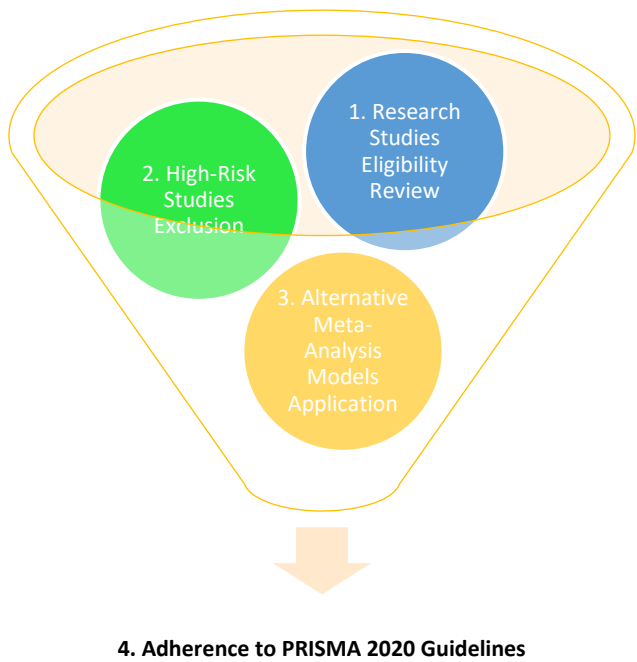 1. Research
Studies
Eligibility
Review
2. High-Risk
Studies
Exclusion
3. Alternative
Meta-
Analysis
Models
Application
4. Adherence to PRISMA 2020 Guidelines